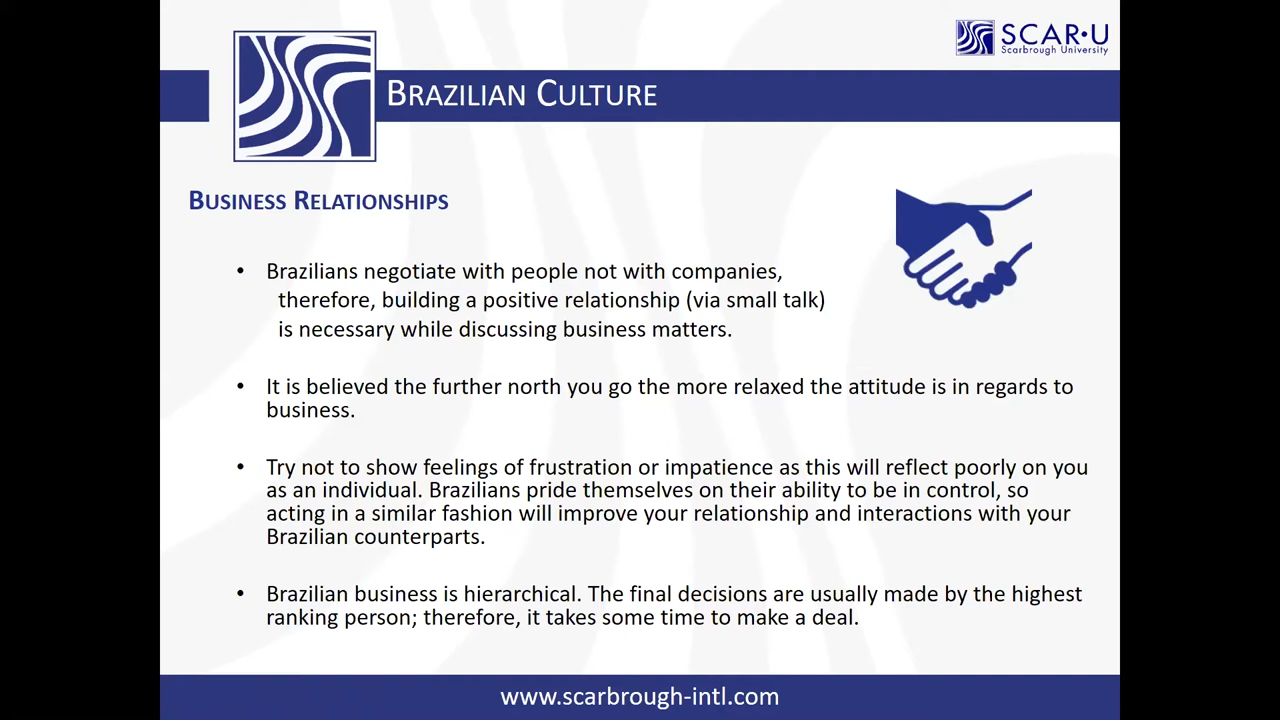 SCAR•U
Scarbrough University
BRAZILIAN CULTURE
BUSINESS RELATIONSHIPS
• Brazilians negotiate with people not with companies,
therefore, building a positive relationship (via small talk)
is necessary while discussing business matters.
• It is believed the further north you go the more relaxed the attitude is in regards to
business.
• Try not to show feelings of frustration or impatience as this will reflect poorly on you
as an individual. Brazilians pride themselves on their ability to be in control, so
acting in a similar fashion will improve your relationship and interactions with your
Brazilian counterparts.
• Brazilian business is hierarchical. The final decisions are usually made by the highest
ranking person; therefore, it takes some time to make a deal.
www.scarbrough-intl.com